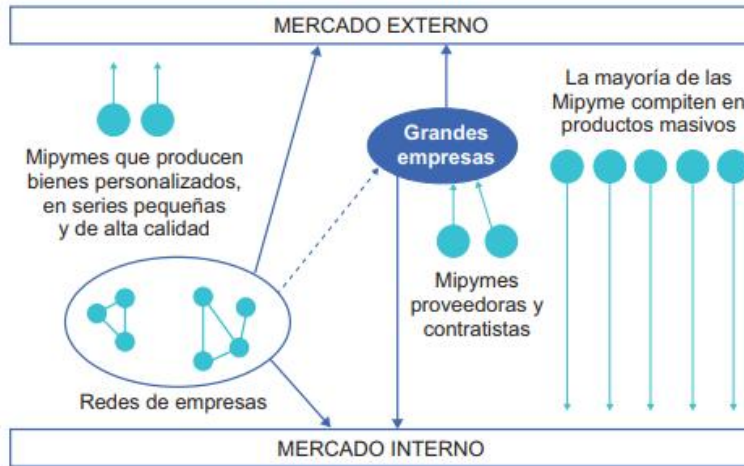 MERCADO EXTERNO
Mipymes que producen
bienes personalizados,
en series pequeñas
y de alta calidad
Grandes
empresas
La mayoría de las
Mipyme compiten en
productos masivos
Mipymes
proveedoras y
contratistas
Redes de empresas
MERCADO INTERNO